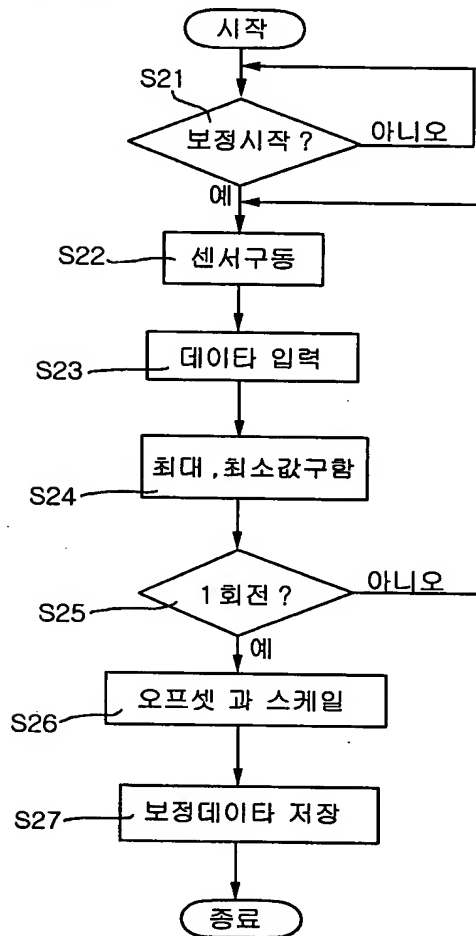 시작
S21
보정시작 ?
아니오
예
S22
센서구동
S23
데이타 입력
최대 , 최소값구함
S24
1 회전 ?
아니오
S25
예
오프셋 과 스케일
S26
S27
보정데이타 저장
종료